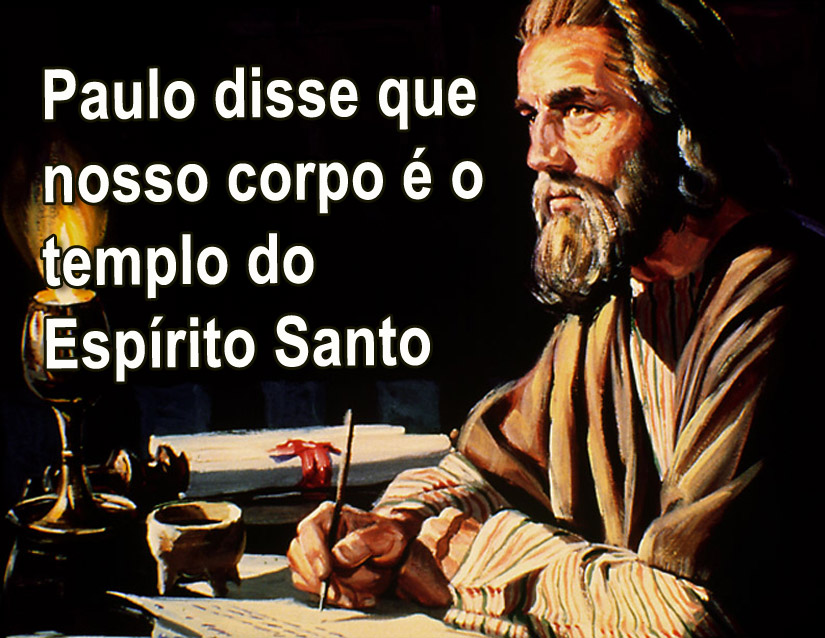 Paulo disse que
nosso corpo é o
templo do
Espírito Santo